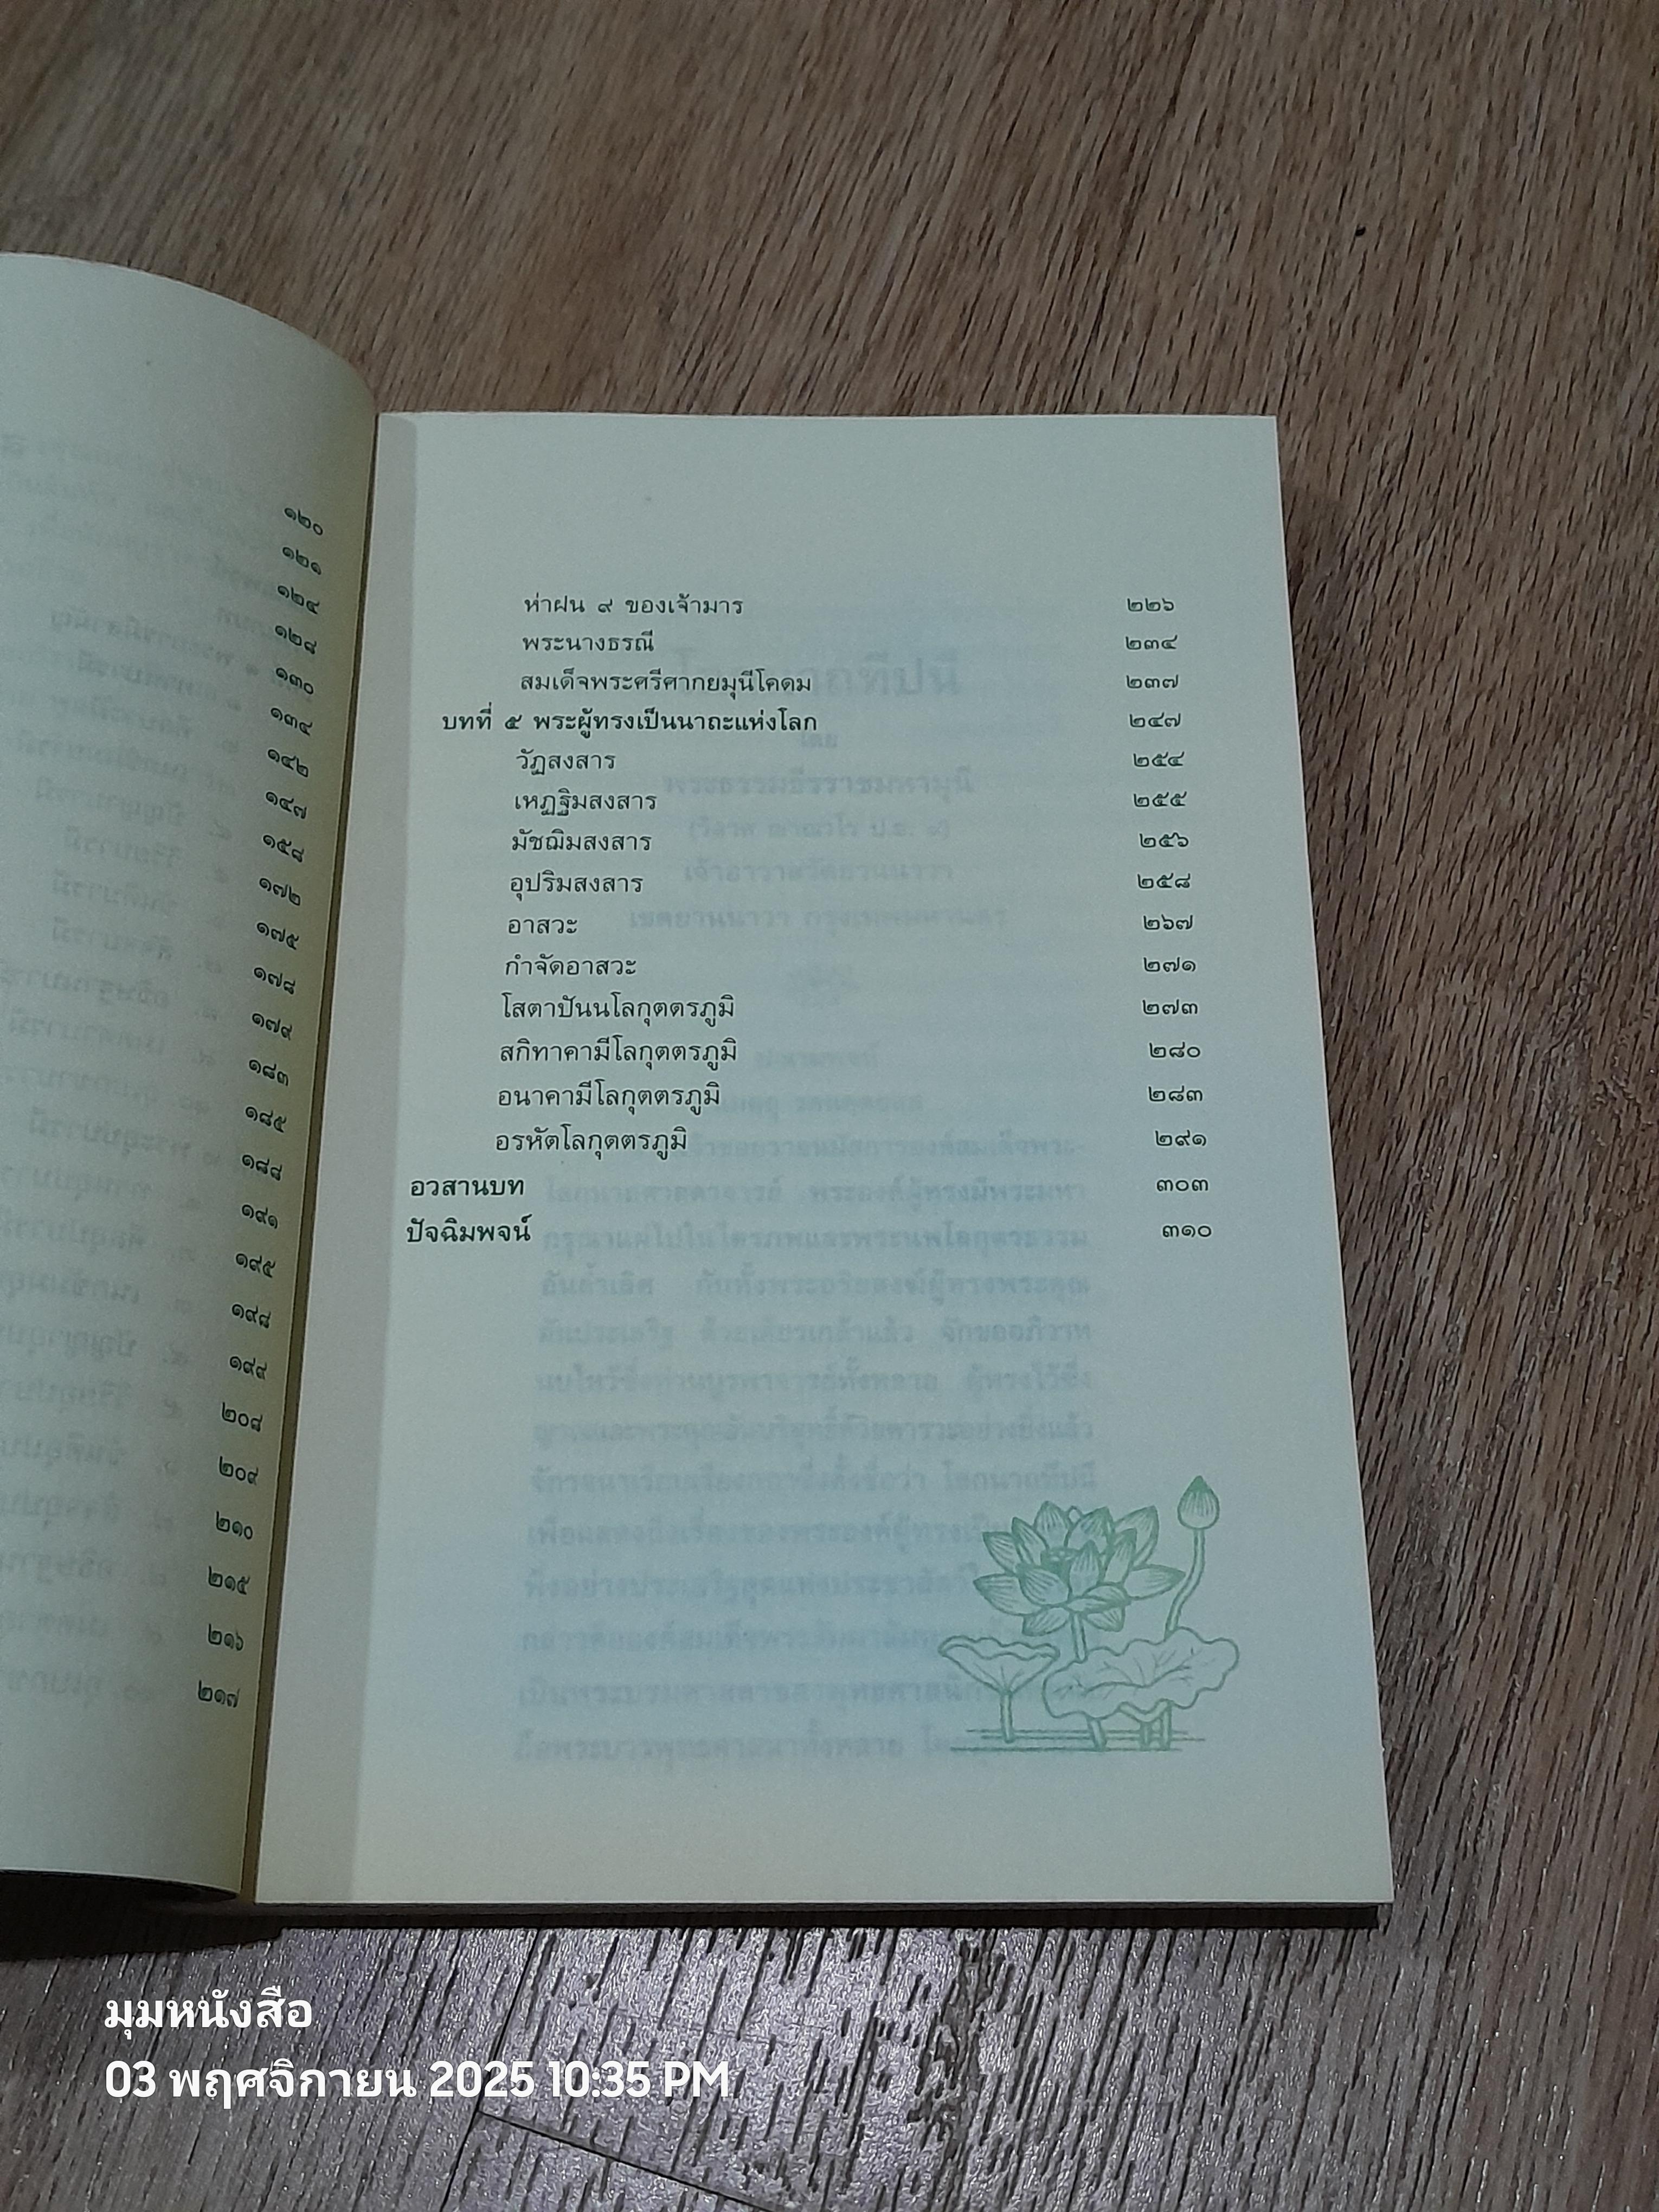 ๑๒๐
๑๒๑
๑๒๔
๑๒๘
๑๓๐
๑๓๔
๑๔๒
๑๔๗
๑๕๘
๑๗๒
๑๗๕
๑๗๘
๑๗๙
๑๘๓
๑๘๕
๑๘๘
๑๙๑
๑๙๕
๑๙๘
๑๙๙
๒๐๘
๒๐๙
๒๑๐
๒๑๕
๒๑๖
๒๑๗
ห่าฝน ๙ ของเจ้ามาร ๒๒๖
พระนางธรณี ๒๓๔
สมเด็จพระศรีศากยมุนีโคดม ๒๓๗
บทที่ ๕ พระผู้ทรงเป็นนาถะแห่งโลก ๒๔๗
วัฏสงสาร ๒๕๔
เหฏฐิมสงสาร ๒๕๕
มัชฌิมสงสาร ๒๕๖
อุปริมสงสาร ๒๕๘
อาสวะ ๒๖๗
กำจัดอาสวะ ๒๗๑
โสตาปันนโลกุตตรภูมิ ๒๗๓
สกิทาคามีโลกุตตรภูมิ ๒๘๐
อนาคามีโลกุตตรภูมิ ๒๘๓
อรหัตโลกุตตรภูมิ ๒๙๑
อวสานบท ๓๐๓
ปัจฉิมพจน์ ๓๑๐
มุมหนังสือ
03 พฤศจิกายน 2025 10:35 PM